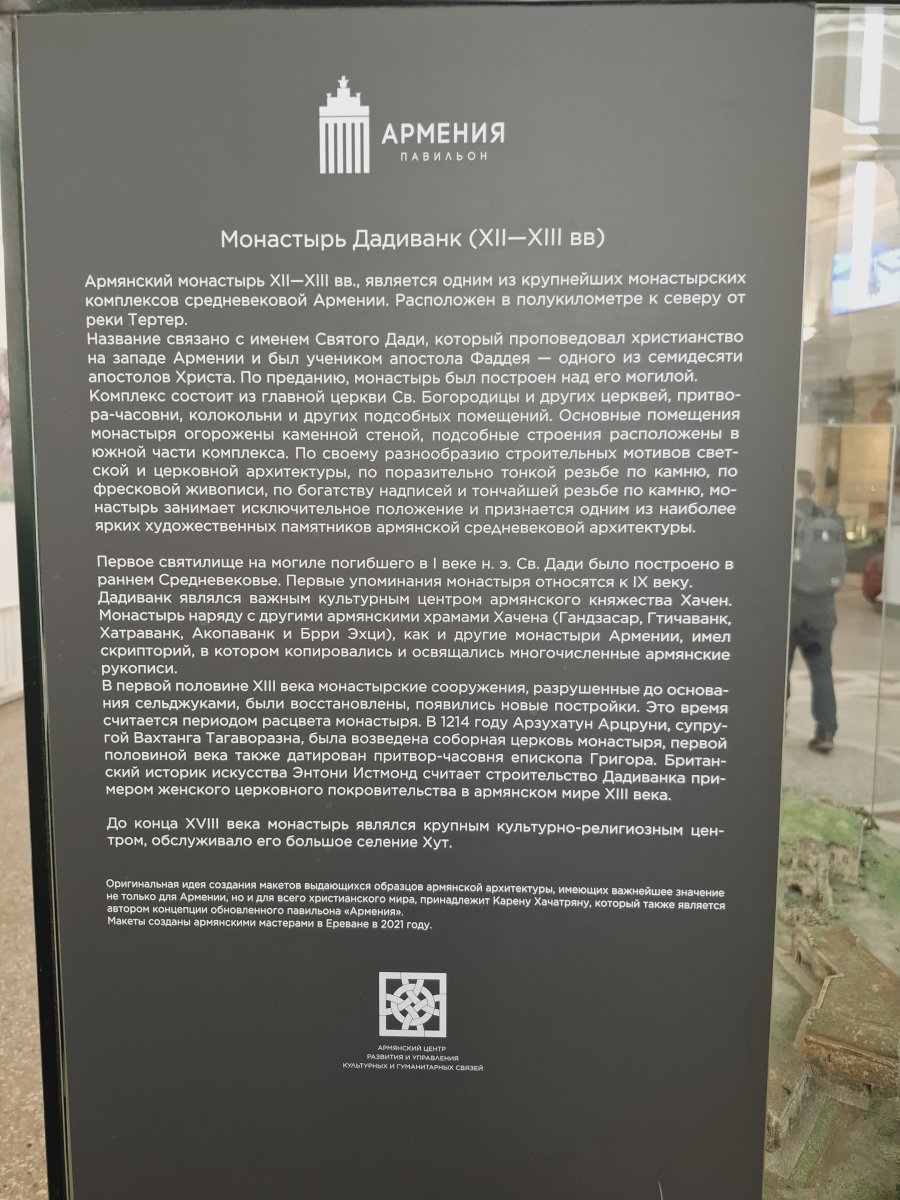 АРМЕНИЯ
ПАВИЛЬОН
Монастырь Дадиванк (XII—XIII вв)
Армянский монастырь XII—XIII вв., является одним из крупнейших монастырских
комплексов средневековой Армении. Расположен в полукилометре к северу от
реки Тертер.
Название связано с именем Святого Дади, который проповедовал христианство
на западе Армении и был учеником апостола Фаддея — одного из семидесяти
апостолов Христа. По преданию, монастырь был построен над его могилой.
Комплекс состоит из главной церкви Св. Богородицы и других церквей, притво-
ра-часовни, колокольни и других подсобных помещений. Основные помещения
монастыря огорожены каменной стеной, подсобные строения расположены в
южной части комплекса. По своему разнообразию строительных мотивов свет-
ской и церковной архитектуры, по поразительно тонкой резьбе по камню, по
фресковой живописи, по богатству надписей и тончайшей резьбе по камню, мо-
настырь занимает исключительное положение и признается одним из наиболее
ярких художественных памятников армянской средневековой архитектуры.
Первое святилище на могиле погибшего в I веке н. э. Св. Дади было построено в
раннем Средневековье. Первые упоминания монастыря относятся к IX веку.
Дадиванк являлся важным культурным центром армянского княжества Хачен.
Монастырь наряду с другими армянскими храмами Хачена (Гандзасар, Гтичаванк,
Хатраванк, Акопаванк и Брри Эхци), как и другие монастыри Армении, имел
скрипторий, в котором копировались и освящались многочисленные армянские
рукописи.
В первой половине XIII века монастырские сооружения, разрушенные до основа-
ния сельджуками, были восстановлены, появились новые постройки. Это время
считается периодом расцвета монастыря. В 1214 году Арзухатун Арцруни, супру-
гой Вахтанга Тагаворазна, была возведена соборная церковь монастыря, первой
половиной века также датирован притвор-часовня епископа Григора. Британ-
ский историк искусства Энтони Истмонд считает строительство Дадиванка при-
мером женского церковного покровительства в армянском мире XIII века.
До конца XVIII века монастырь являлся крупным культурно-религиозным цен-
тром, обслуживало его большое селение Хут.
Оригинальная идея создания макетов выдающихся образцов армянской архитектуры, имеющих важнейшее значение
не только для Армении, но и для всего христианского мира, принадлежит Карену Хачатряну, который также является
автором концепции обновленного павильона «Армения».
Макеты созданы армянскими мастерами в Ереване в 2021 году.
АРМЯНСКИЙ ЦЕНТР
РАЗВИТИЯ И УПРАВЛЕНИЯ
КУЛЬТУРНЫХ И ГУМАНИТАРНЫХ СВЯЗЕЙ